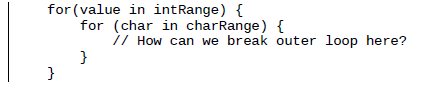 for(value in intRange) {
for (char in charRange) {
// How can we break outer loop here?
}
}